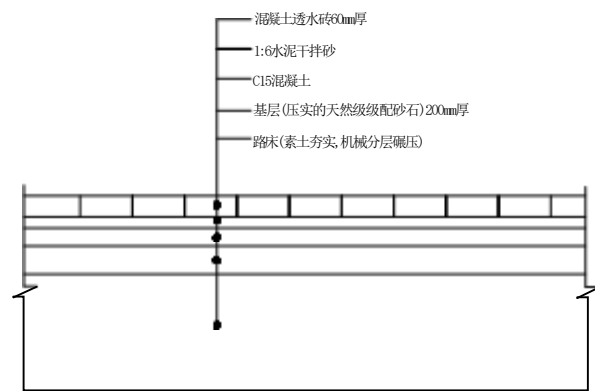 混凝土透水砖60mm厚
1:6水泥干拌砂
C15混凝土
基层(压实的天然级级配砂石)200mm厚
路床(素土夯实,机械分层碾压)